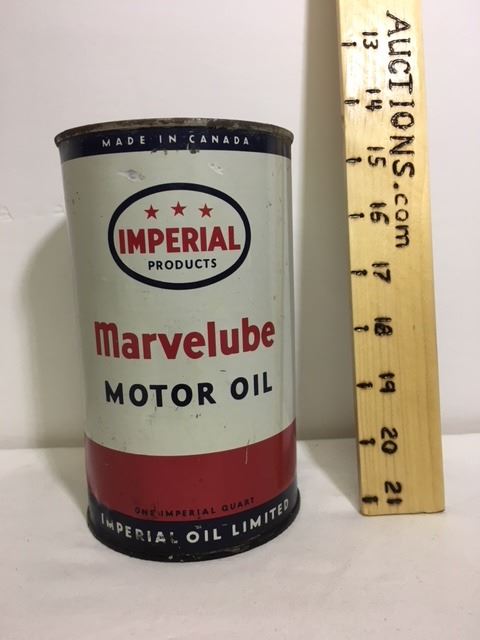 MADE IN CANADA
IMPERIAL
PRODUCTS
Marvelube
MOTOR OIL
ONE IMPERIAL QUART
IMPERIAL OIL LIMITED
AUCTIONS.com
13
14
15
16
17
18
19
20
21